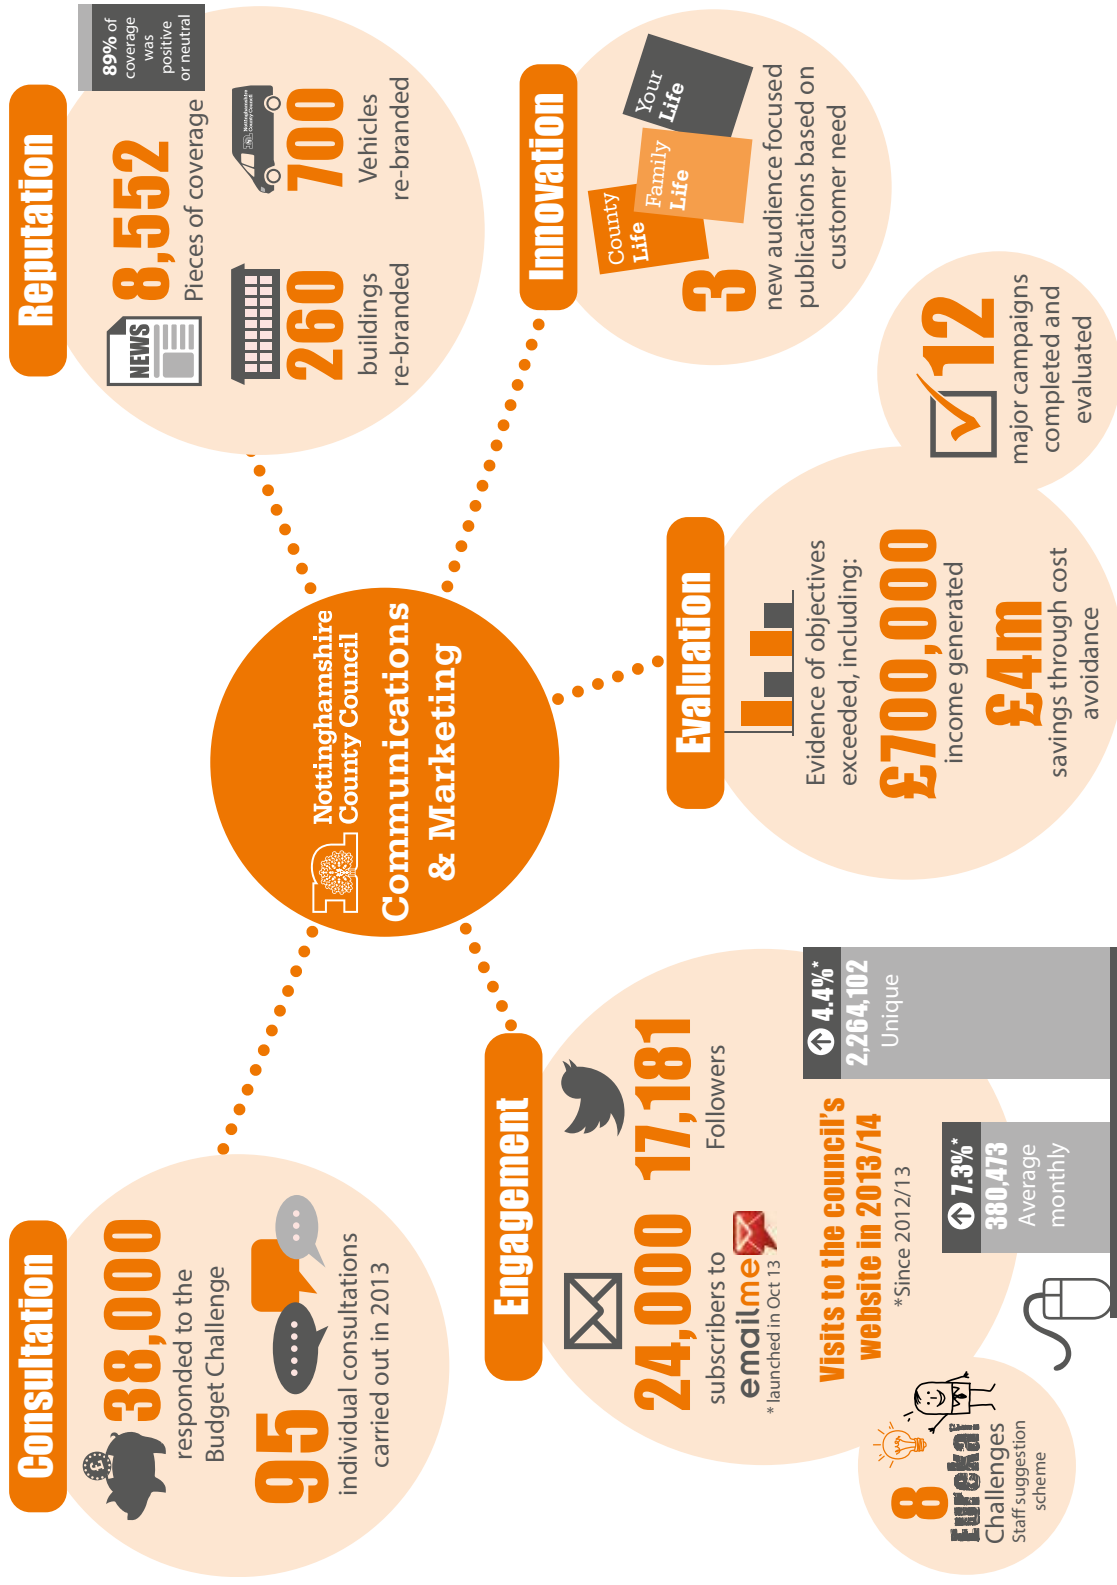 Consultation
38,000
responded to the
Budget Challenge
£
95
individual consultations
carried out in 2013
Reputation
NEWS
8,552
Pieces of coverage
89% of
coverage
was
positive
or neutral
260
buildings
re-branded
Nottinghamshire
County Council
700
Vehicles
re-branded
Nottinghamshire
County Council
Communications
& Marketing
Engagement
24,000
subscribers to
emailme
* launched in Oct 13
17,181
Followers
Visits to the council's
website in 2013/14
*Since 2012/13
7.3%*
380,473
Average
monthly
4.4%*
2,264,102
Unique
8
Eureka!
Challenges
Staff suggestion
scheme
Evaluation
Evidence of objectives
exceeded, including:
£700,000
income generated
£4m
savings through cost
avoidance
12
major campaigns
completed and
evaluated
Innovation
County
Life
Family
Life
Your
Life
3
new audience focused
publications based on
customer need